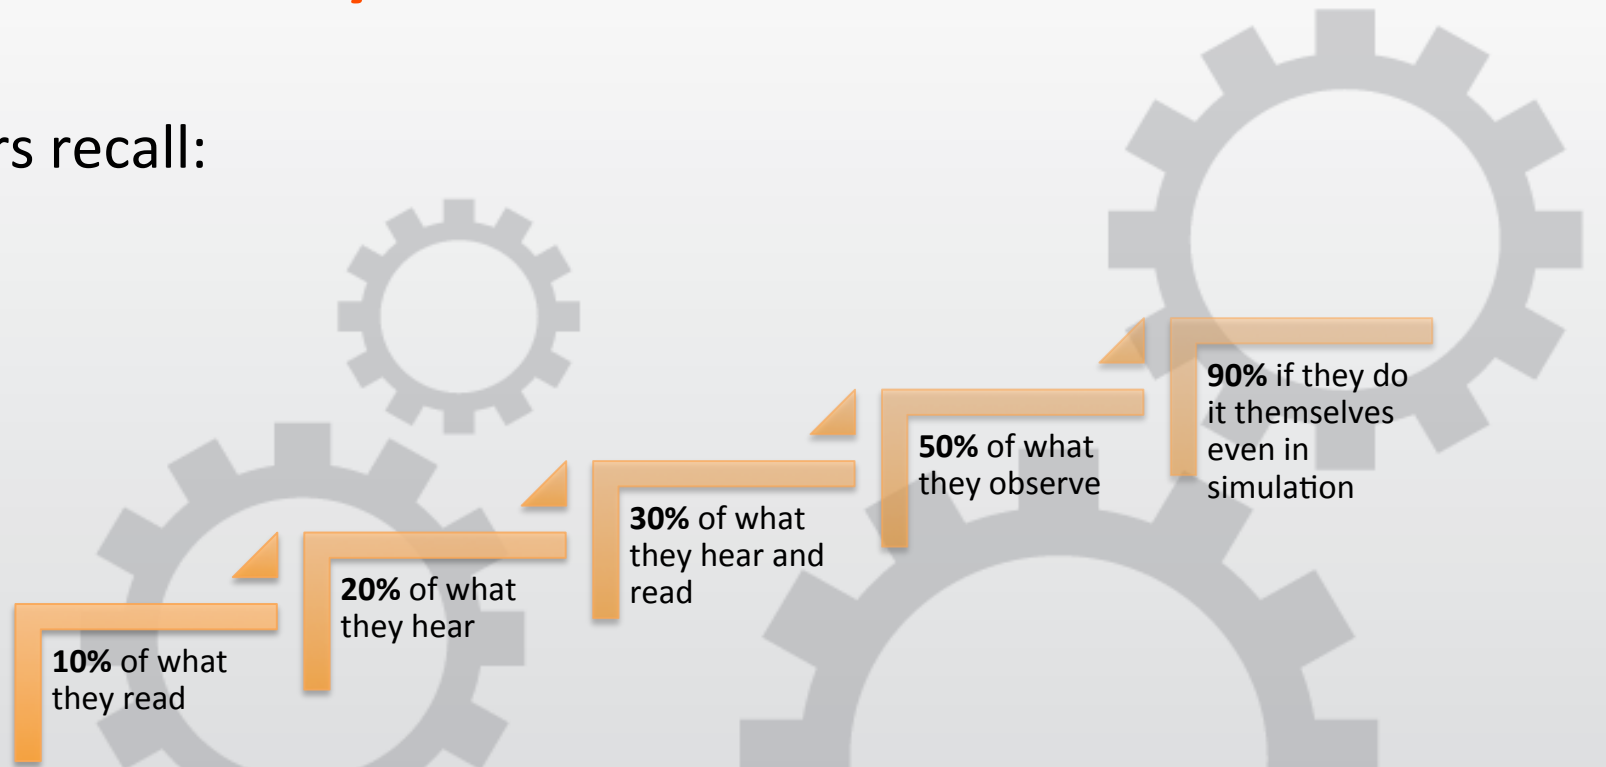 rs recall:
10% of what
they read
20% of what
they hear
30% of what
they hear and
read
50% of what
they observe
90% if they do
it themselves
even in
simulation